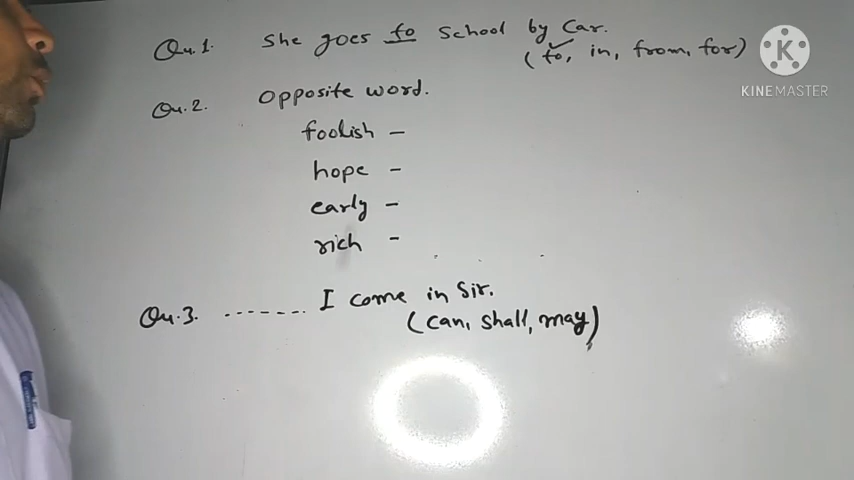 Qu.1. She goes to School by Car.
(to, in, from, for)
KINEMASTER
Qu.2. Opposite word.
foolish –
hope –
early –
rich –
Qu.3. ------- I come in Sir.
(can, shall, may)